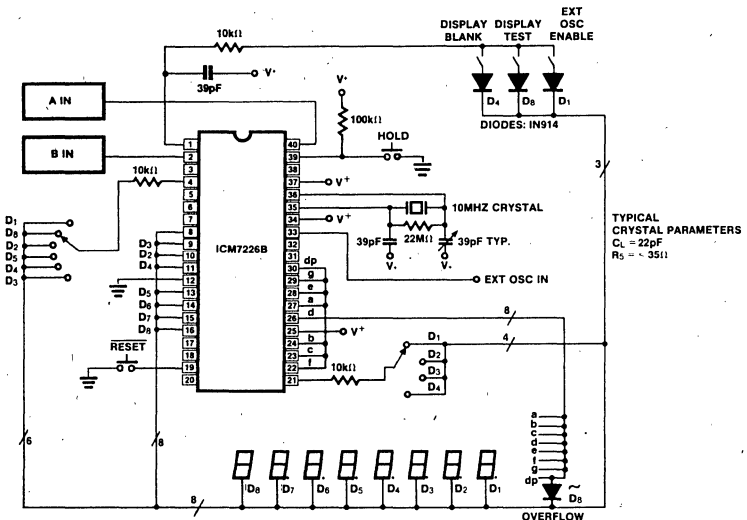 EXT
DISPLAY DISPLAY OSC
BLANK TEST ENABLE
10kΩ
39pF
V+
D4 D8 D1
DIODES: IN914
A IN
B IN
V+
100kΩ
HOLD
10kΩ
ICM7226B
1
2
3
4
5
6
7
8
9
10
11
12
13
14
15
16
17
18
19
20
40
39
38
37
36
35
34
33
32
31
30
29
28
27
26
25
24
23
22
21
V+
V+
10MHZ CRYSTAL
39pF
22MΩ
39pF TYP.
V+
V+
EXT OSC IN
3
TYPICAL
CRYSTAL PARAMETERS
CL = 22pF
RS = < 35Ω
D1
D8
D2
D5
D4
D3
D3
D2
D4
D1
D5
D6
D7
D8
dp
g
e
a
d
V+
b
c
f
8
4
RESET
10kΩ
D1
D2
D3
D4
6
8
8
a
b
c
d
e
f
g
dp
D8
OVERFLOW
D8 D7 D6 D5 D4 D3 D2 D1